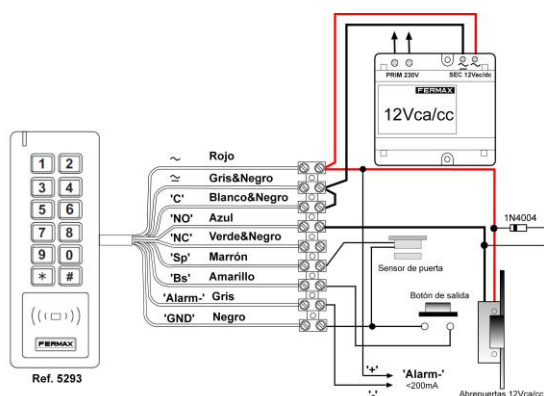 PRIM 230V
SEC 12Vac/dc
FERMAX
12Vca/cc
1 2
3 4
5 6
7 8
9 0
* #
FERMAX
Ref. 5293
~ Rojo
≃ Gris&Negro
'C' Blanco&Negro
'NO' Azul
'NC' Verde&Negro
'Sp' Marrón
'Bs' Amarillo
'Alarm-' Gris
'GND' Negro
1N4004
Sensor de puerta
Botón de salida
'+'
'Alarm-'
<200mA
'-'
Abrepuertas 12Vca/cc